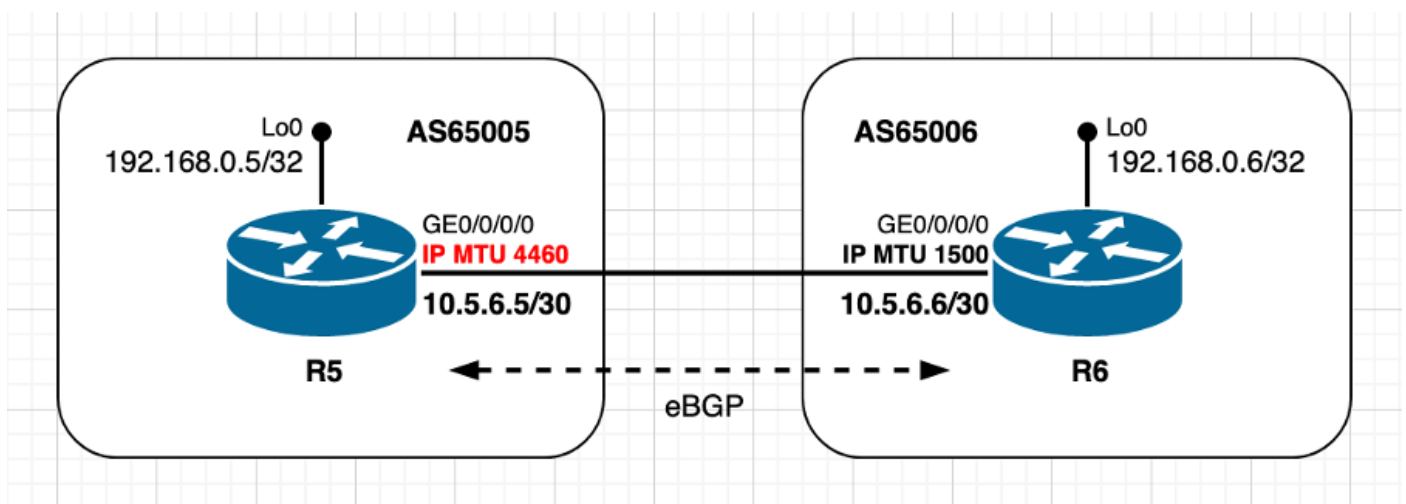 Lo0
192.168.0.5/32
AS65005
GE0/0/0/0
IP MTU 4460
10.5.6.5/30
R5
AS65006
Lo0
192.168.0.6/32
GE0/0/0/0
IP MTU 1500
10.5.6.6/30
R6
eBGP